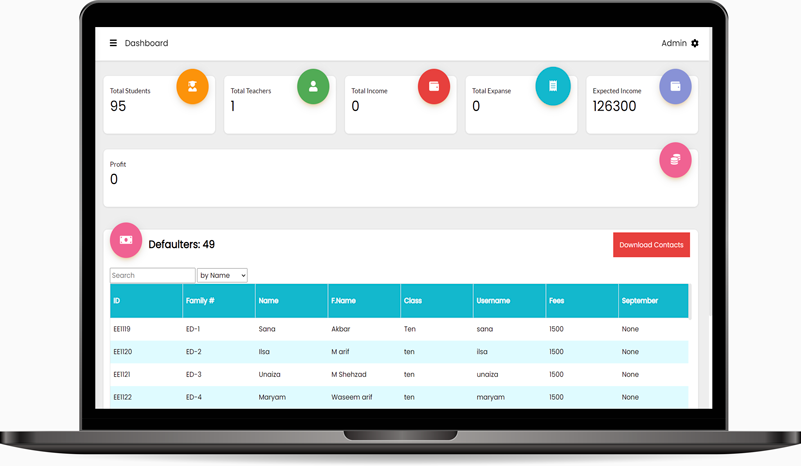 Dashboard Admin
Total Students Total Teachers Total Income Total Expanse Expected Income
95 1 0 0 126300
Profit
0
Defaulters: 49 Download Contacts
Search by Name
ID Family # Name F.Name Class Username Fees September
EE1119 ED-1 Sana Akbar Ten sana 1500 None
EE1120 ED-2 Ilsa M arif ten ilsa 1500 None
EE1121 ED-3 Unaiza M Shehzad ten unaiza 1500 None
EE1122 ED-4 Maryam Waseem arif ten maryam 1500 None